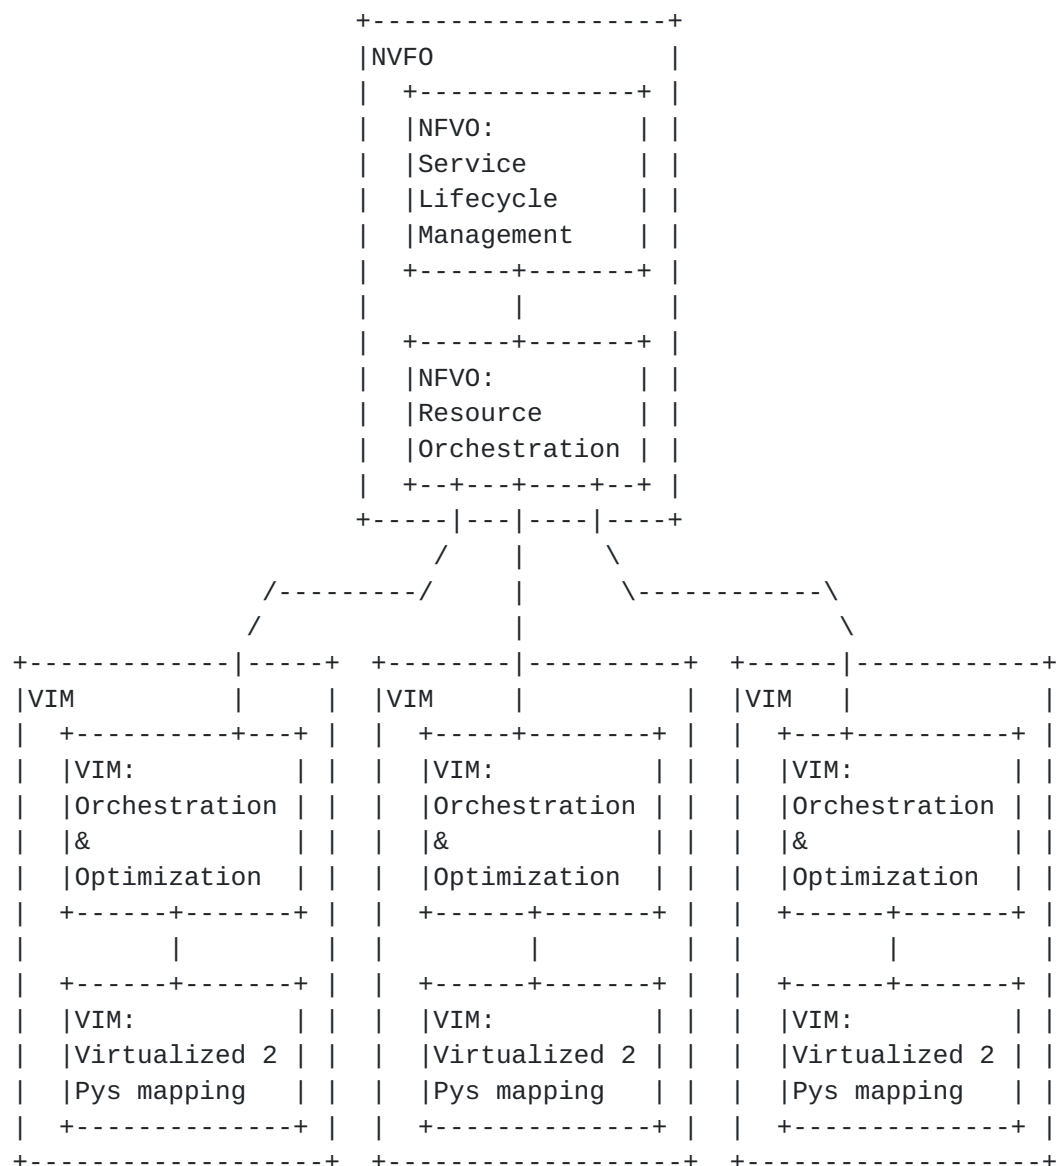 NVFO
NFVO:
Service
Lifecycle
Management
NFVO:
Resource
Orchestration
VIM VIM VIM
VIM: VIM: VIM:
Orchestration Orchestration Orchestration
& & &
Optimization Optimization Optimization
VIM: VIM: VIM:
Virtualized 2 Virtualized 2 Virtualized 2
Pys mapping Pys mapping Pys mapping